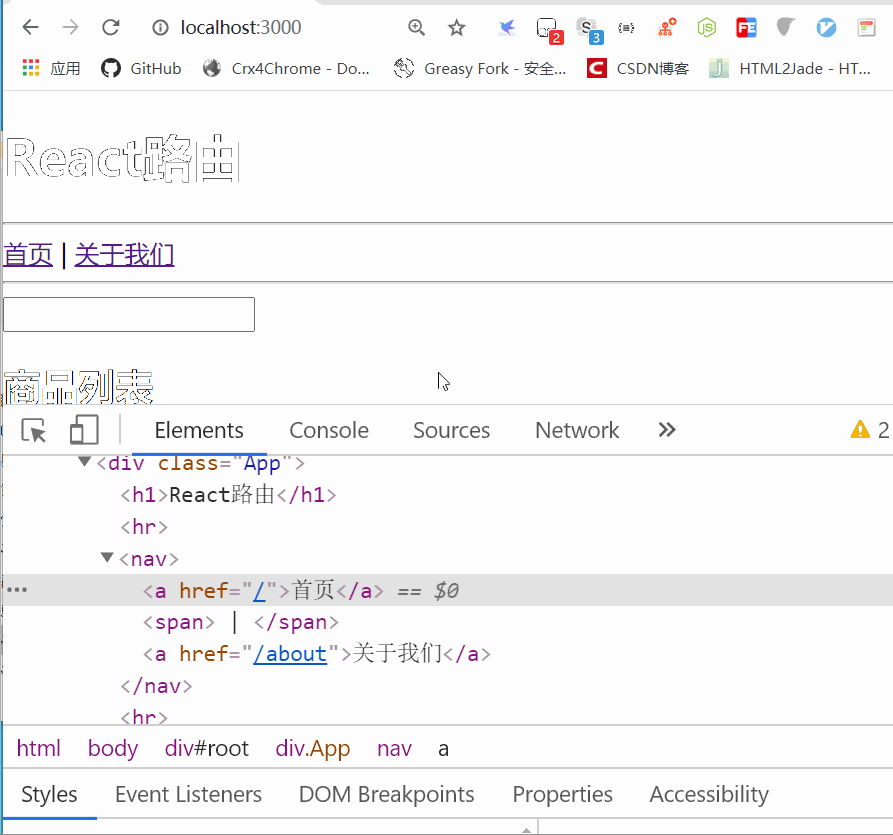 localhost:3000
2
3
应用 GitHub Crx4Chrome - Do... Greasy Fork - 安全... CSDN博客 HTML2Jade - HT...
React路由
首页 | 关于我们
商品列表
Elements Console Sources Network » 2
<div class="App">
<h1>React路由</h1>
<hr>
<nav>
<a href="/">首页</a> == $0
<span> | </span>
<a href="/about">关于我们</a>
</nav>
<hr>
html body div#root div.App nav a
Styles Event Listeners DOM Breakpoints Properties Accessibility